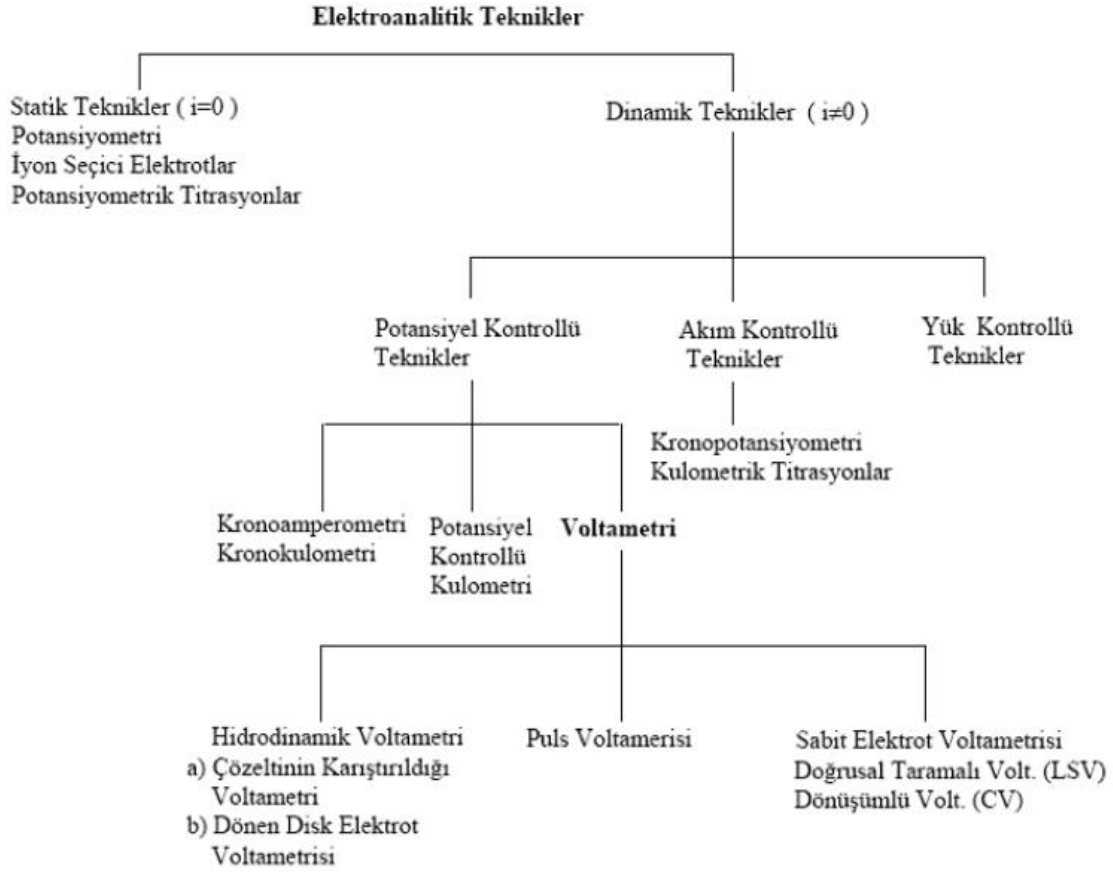 Elektroanalitik Teknikler
Statik Teknikler ( i=0 )
Potansiyometri
İyon Seçici Elektrotlar
Potansiyometrik Titrasyonlar
Dinamik Teknikler ( i≠0 )
Potansiyel Kontrollü
Teknikler
Akım Kontrollü
Teknikler
Yük Kontrollü
Teknikler
Kronopotansiyometri
Kulometrik Titrasyonlar
Kronoamperometri
Kronokulometri
Potansiyel
Kontrollü
Kulometri
Voltametri
Hidrodinamik Voltametri
a) Çözeltinin Karıştırıldığı
Voltametri
b) Dönen Disk Elektrot
Voltametrisi
Puls Voltamerisi
Sabit Elektrot Voltametrisi
Doğrusal Taramalı Volt. (LSV)
Dönüşümlü Volt. (CV)